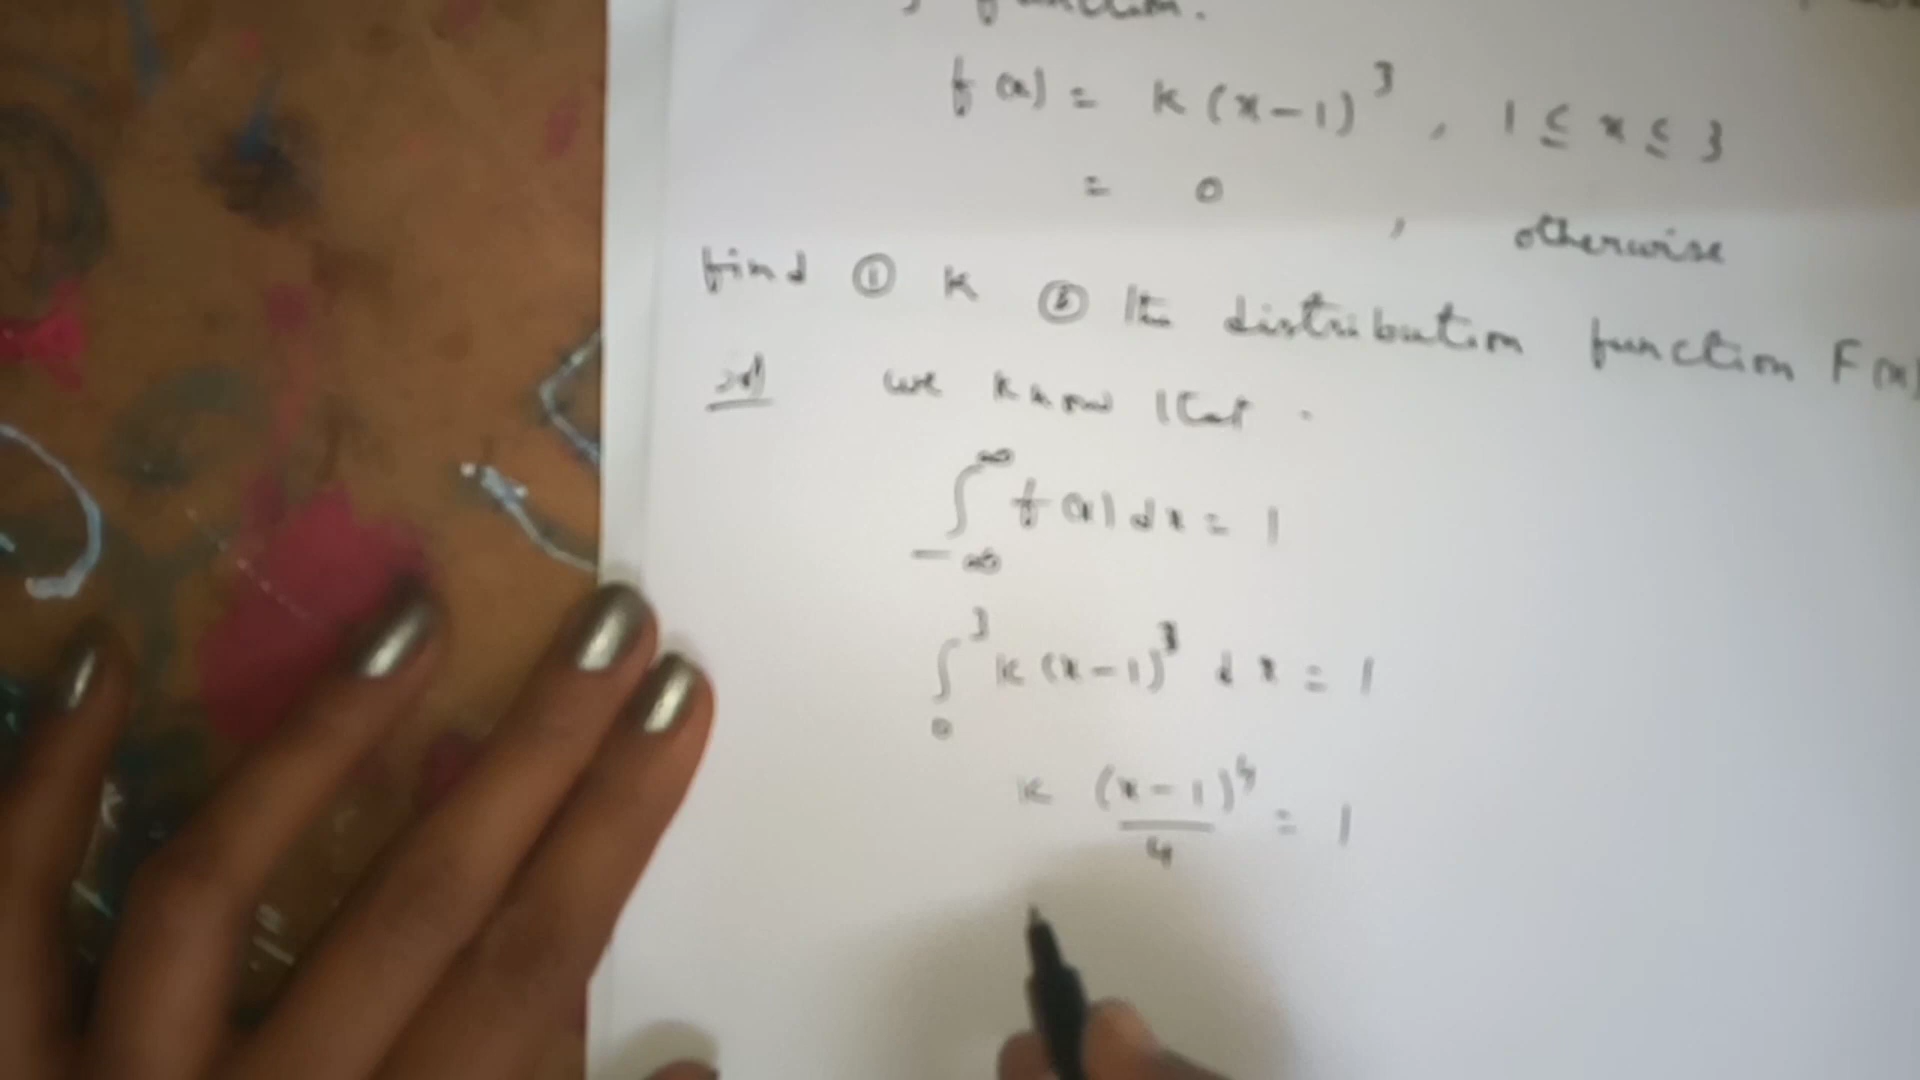 function.
f(x) = k(x-1)³, 1 ≤ x ≤ 3
= 0 , otherwise
find ① k ② the distribution function F(x)
sol we know that
∫_{-∞}^{∞} f(x) dx = 1
∫_{0}^{3} k(x-1)³ dx = 1
k (x-1)⁴/4 = 1